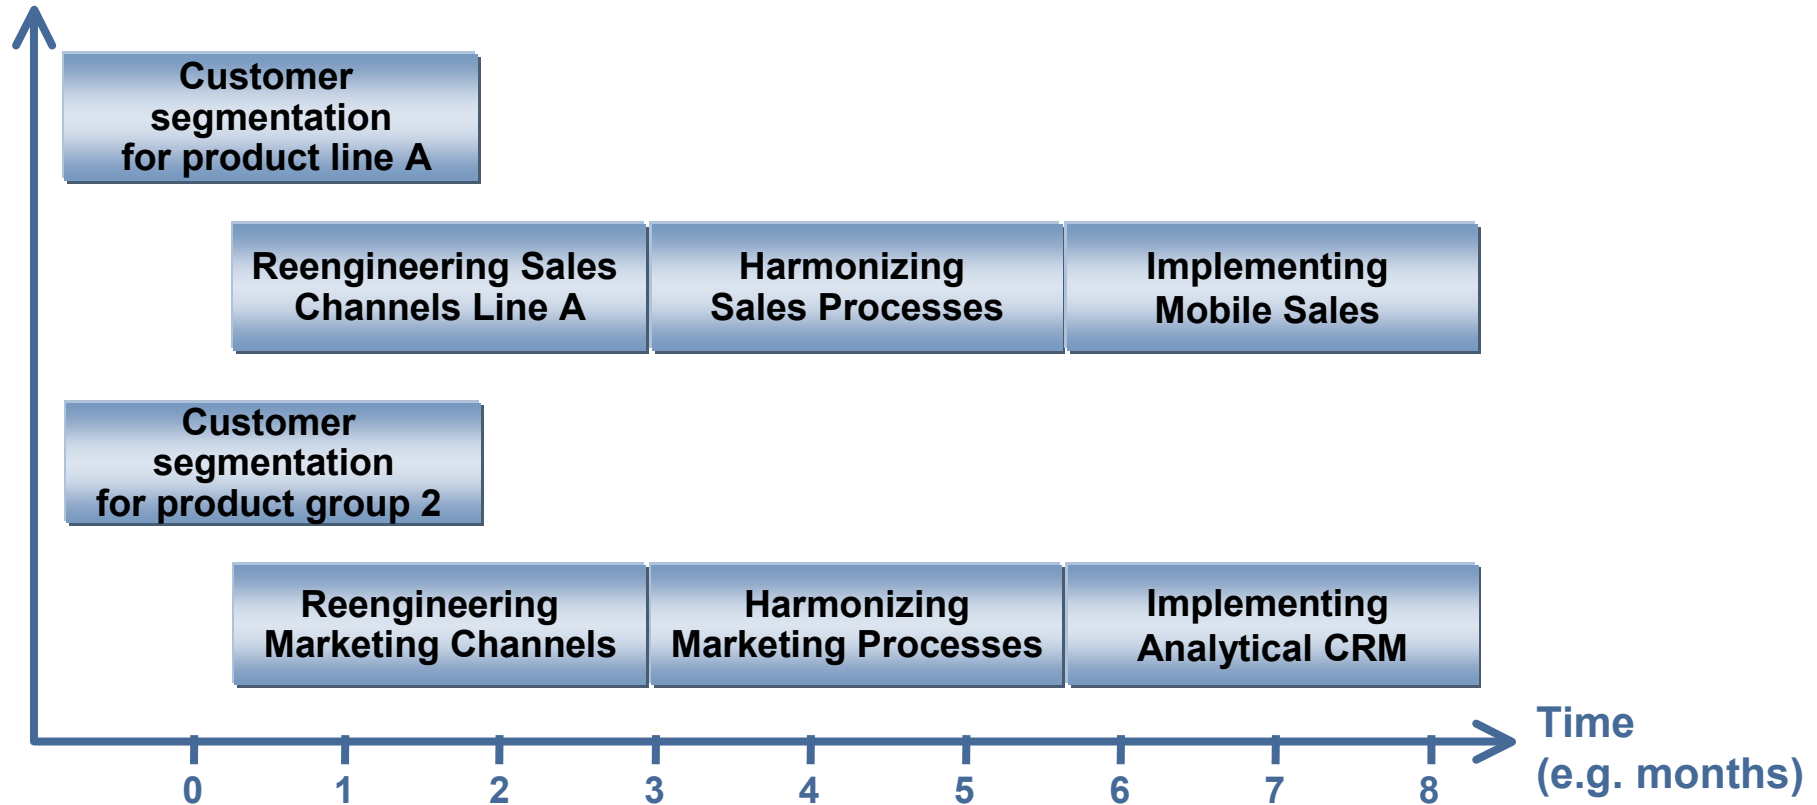 Customer
segmentation
for product line A
Reengineering Sales
Channels Line A
Harmonizing
Sales Processes
Implementing
Mobile Sales
Customer
segmentation
for product group 2
Reengineering
Marketing Channels
Harmonizing
Marketing Processes
Implementing
Analytical CRM
0 1 2 3 4 5 6 7 8
Time
(e.g. months)